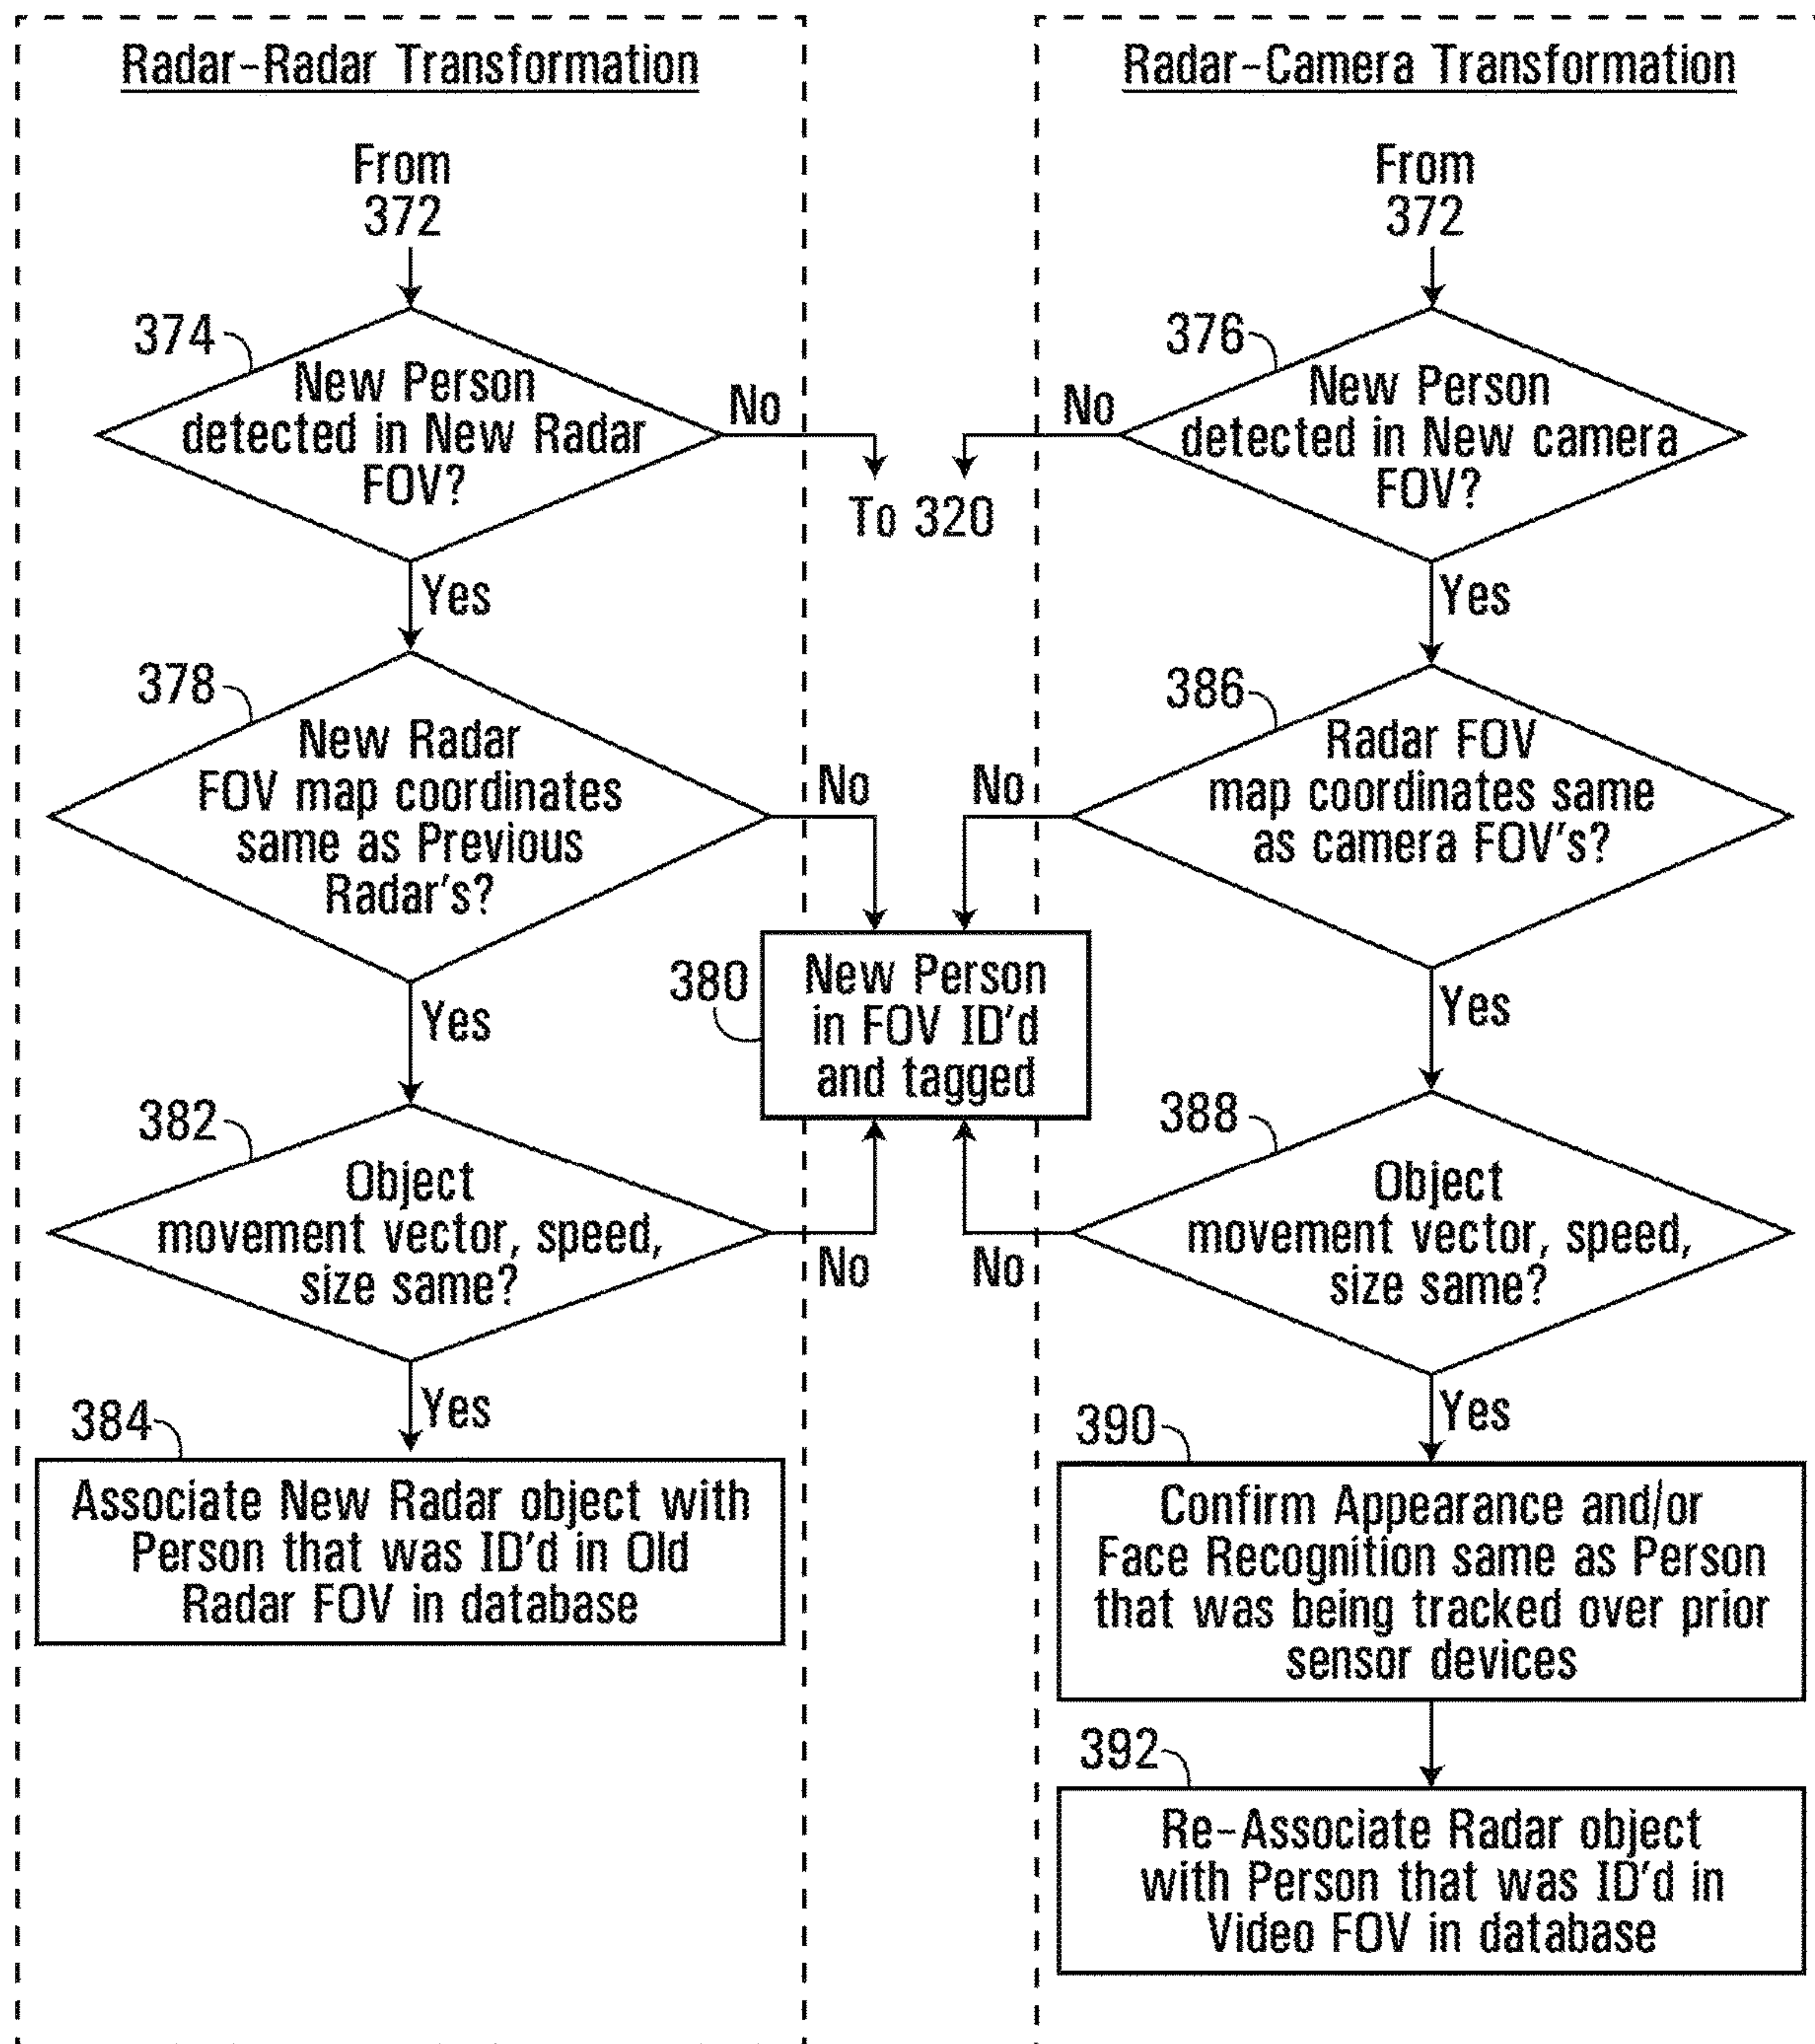 Radar-Radar Transformation
From
372
374
New Person
detected in New Radar
FOV?
No
Yes
378
New Radar
FOV map coordinates
same as Previous
Radar's?
No
Yes
382
Object
movement vector, speed,
size same?
No
Yes
384
Associate New Radar object with
Person that was ID'd in Old
Radar FOV in database
To 320
380
New Person
in FOV ID'd
and tagged
Radar-Camera Transformation
From
372
376
New Person
detected in New camera
FOV?
No
Yes
386
Radar FOV
map coordinates same
as camera FOV's?
No
Yes
388
Object
movement vector, speed,
size same?
No
Yes
390
Confirm Appearance and/or
Face Recognition same as Person
that was being tracked over prior
sensor devices
392
Re-Associate Radar object
with Person that was ID'd in
Video FOV in database